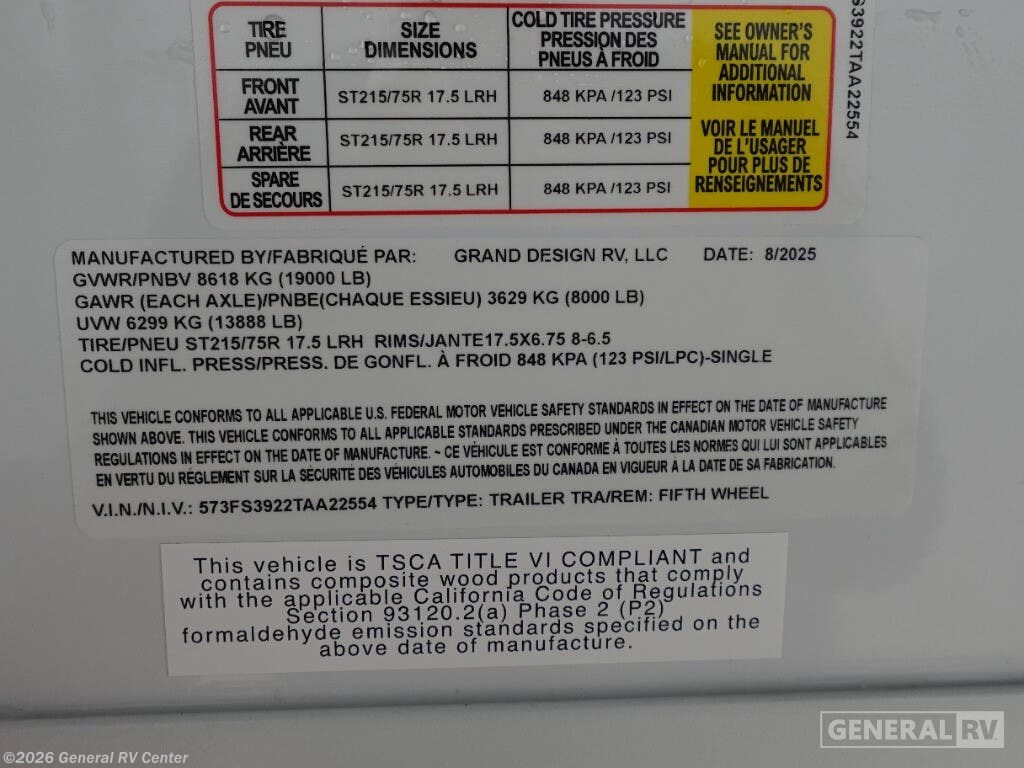 TIRE
PNEU
SIZE
DIMENSIONS
COLD TIRE PRESSURE
PRESSION DES
PNEUS À FROID
FRONT
AVANT
ST215/75R 17.5 LRH
848 KPA /123 PSI
REAR
ARRIÈRE
ST215/75R 17.5 LRH
848 KPA /123 PSI
SPARE
DE SECOURS
ST215/75R 17.5 LRH
848 KPA /123 PSI
SEE OWNER'S
MANUAL FOR
ADDITIONAL
INFORMATION
VOIR LE MANUEL
DE L'USAGER
POUR PLUS DE
RENSEIGNEMENTS
S3922TAA22554
MANUFACTURED BY/FABRIQUÉ PAR: GRAND DESIGN RV, LLC DATE: 8/2025
GVWR/PNBV 8618 KG (19000 LB)
GAWR (EACH AXLE)/PNBE(CHAQUE ESSIEU) 3629 KG (8000 LB)
UVW 6299 KG (13888 LB)
TIRE/PNEU ST215/75R 17.5 LRH RIMS/JANTE17.5X6.75 8-6.5
COLD INFL. PRESS/PRESS. DE GONFL. À FROID 848 KPA (123 PSI/LPC)-SINGLE
THIS VEHICLE CONFORMS TO ALL APPLICABLE U.S. FEDERAL MOTOR VEHICLE SAFETY STANDARDS IN EFFECT ON THE DATE OF MANUFACTURE
SHOWN ABOVE. THIS VEHICLE CONFORMS TO ALL APPLICABLE STANDARDS PRESCRIBED UNDER THE CANADIAN MOTOR VEHICLE SAFETY
REGULATIONS IN EFFECT ON THE DATE OF MANUFACTURE. ~ CE VÉHICULE EST CONFORME À TOUTES LES NORMES QUI LUI SONT APPLICABLES
EN VERTU DU RÉGLEMENT SUR LA SÉCURITÉ DES VÉHICULES AUTOMOBILES DU CANADA EN VIGUEUR À LA DATE DE SA FABRICATION.
V.I.N./N.I.V.: 573FS3922TAA22554 TYPE/TYPE: TRAILER TRA/REM: FIFTH WHEEL
This vehicle is TSCA TITLE VI COMPLIANT and
contains composite wood products that comply
with the applicable California Code of Regulations
Section 93120.2(a) Phase 2 (P2)
formaldehyde emission standards specified on the
above date of manufacture.
GENERAL RV
©2026 General RV Center